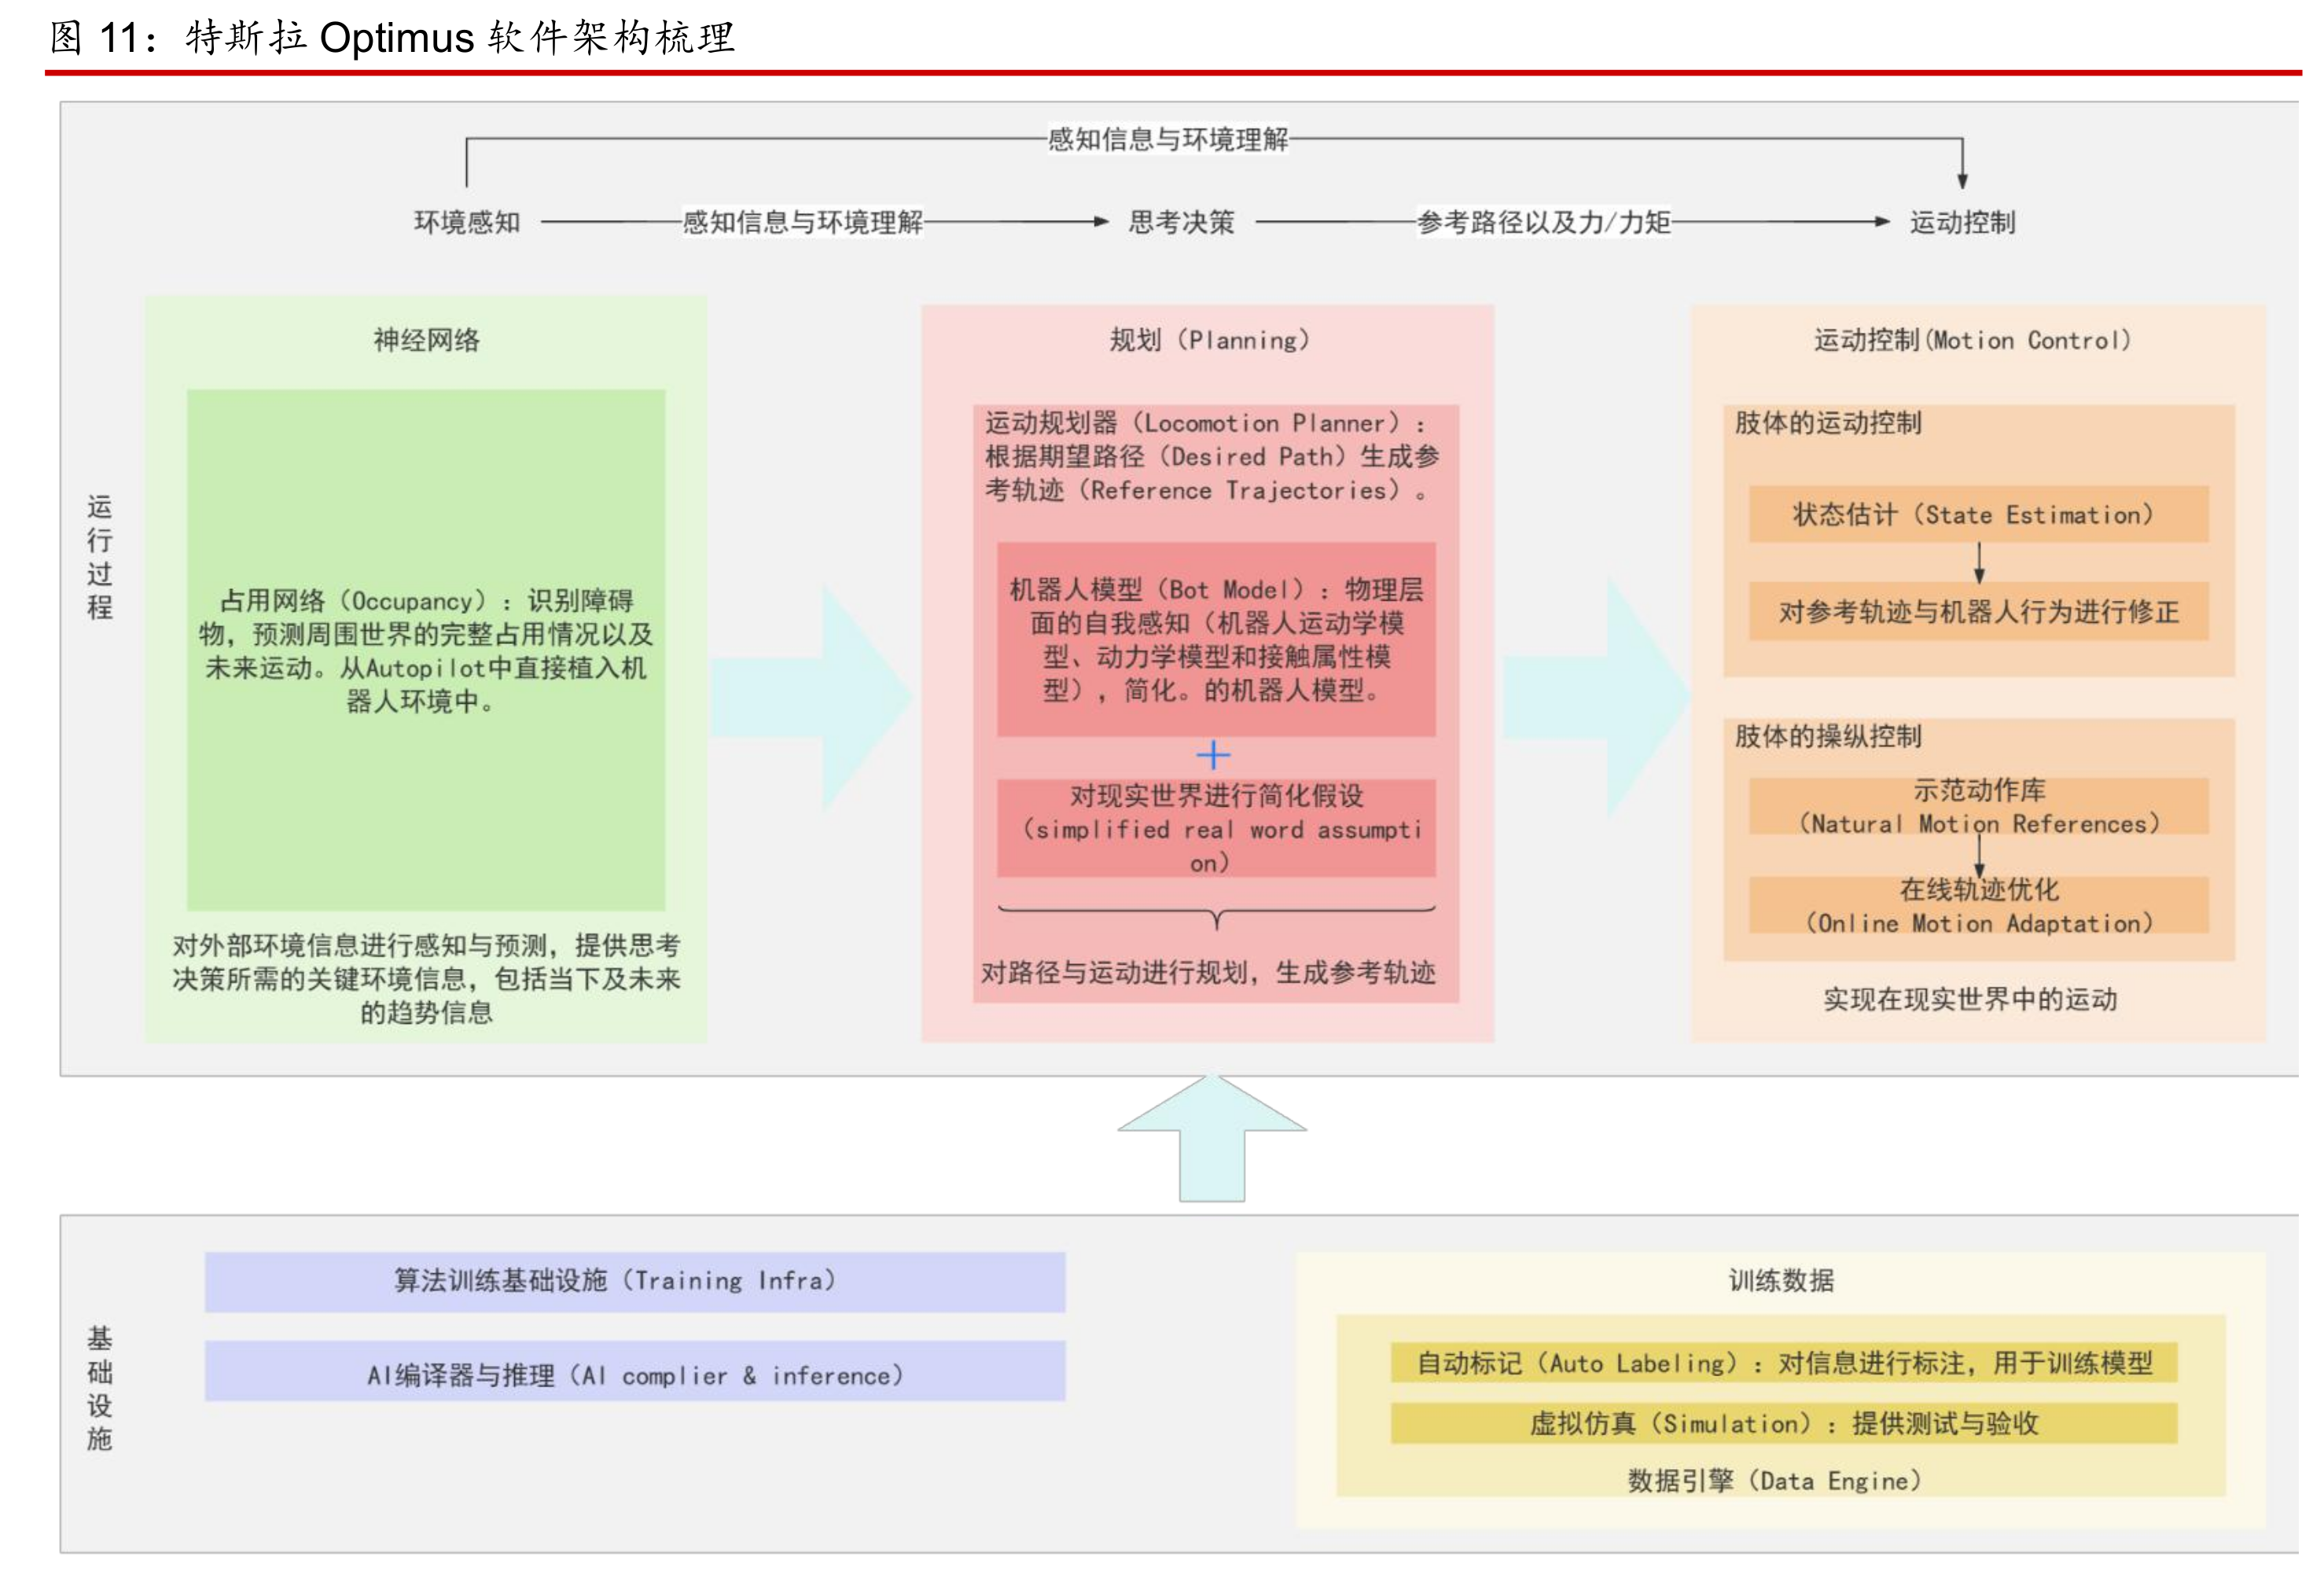 图 11：特斯拉 Optimus 软件架构梳理
感知信息与环境理解
环境感知
感知信息与环境理解
思考决策
参考路径以及力/力矩
运动控制
运行过程
神经网络
占用网络（Occupancy）：识别障碍
物，预测周围世界的完整占用情况以及
未来运动。从Autopilot中直接植入机
器人环境中。
对外部环境信息进行感知与预测，提供思考
决策所需的关键环境信息，包括当下及未来
的趋势信息
规划（Planning）
运动规划器（Locomotion Planner）：
根据期望路径（Desired Path）生成参
考轨迹（Reference Trajectories）。
机器人模型（Bot Model）：物理层
面的自我感知（机器人运动学模
型、动力学模型和接触属性模
型），简化。的机器人模型。
+
对现实世界进行简化假设
（simplified real word assumpti
on）
对路径与运动进行规划，生成参考轨迹
运动控制(Motion Control）
肢体的运动控制
状态估计（State Estimation）
对参考轨迹与机器人行为进行修正
肢体的操纵控制
示范动作库
（Natural Motion References）
在线轨迹优化
（Online Motion Adaptation）
实现在现实世界中的运动
基础设施
算法训练基础设施（Training Infra）
AI编译器与推理（AI complier & inference）
训练数据
自动标记（Auto Labeling）：对信息进行标注，用于训练模型
虚拟仿真（Simulation）：提供测试与验收
数据引擎（Data Engine）